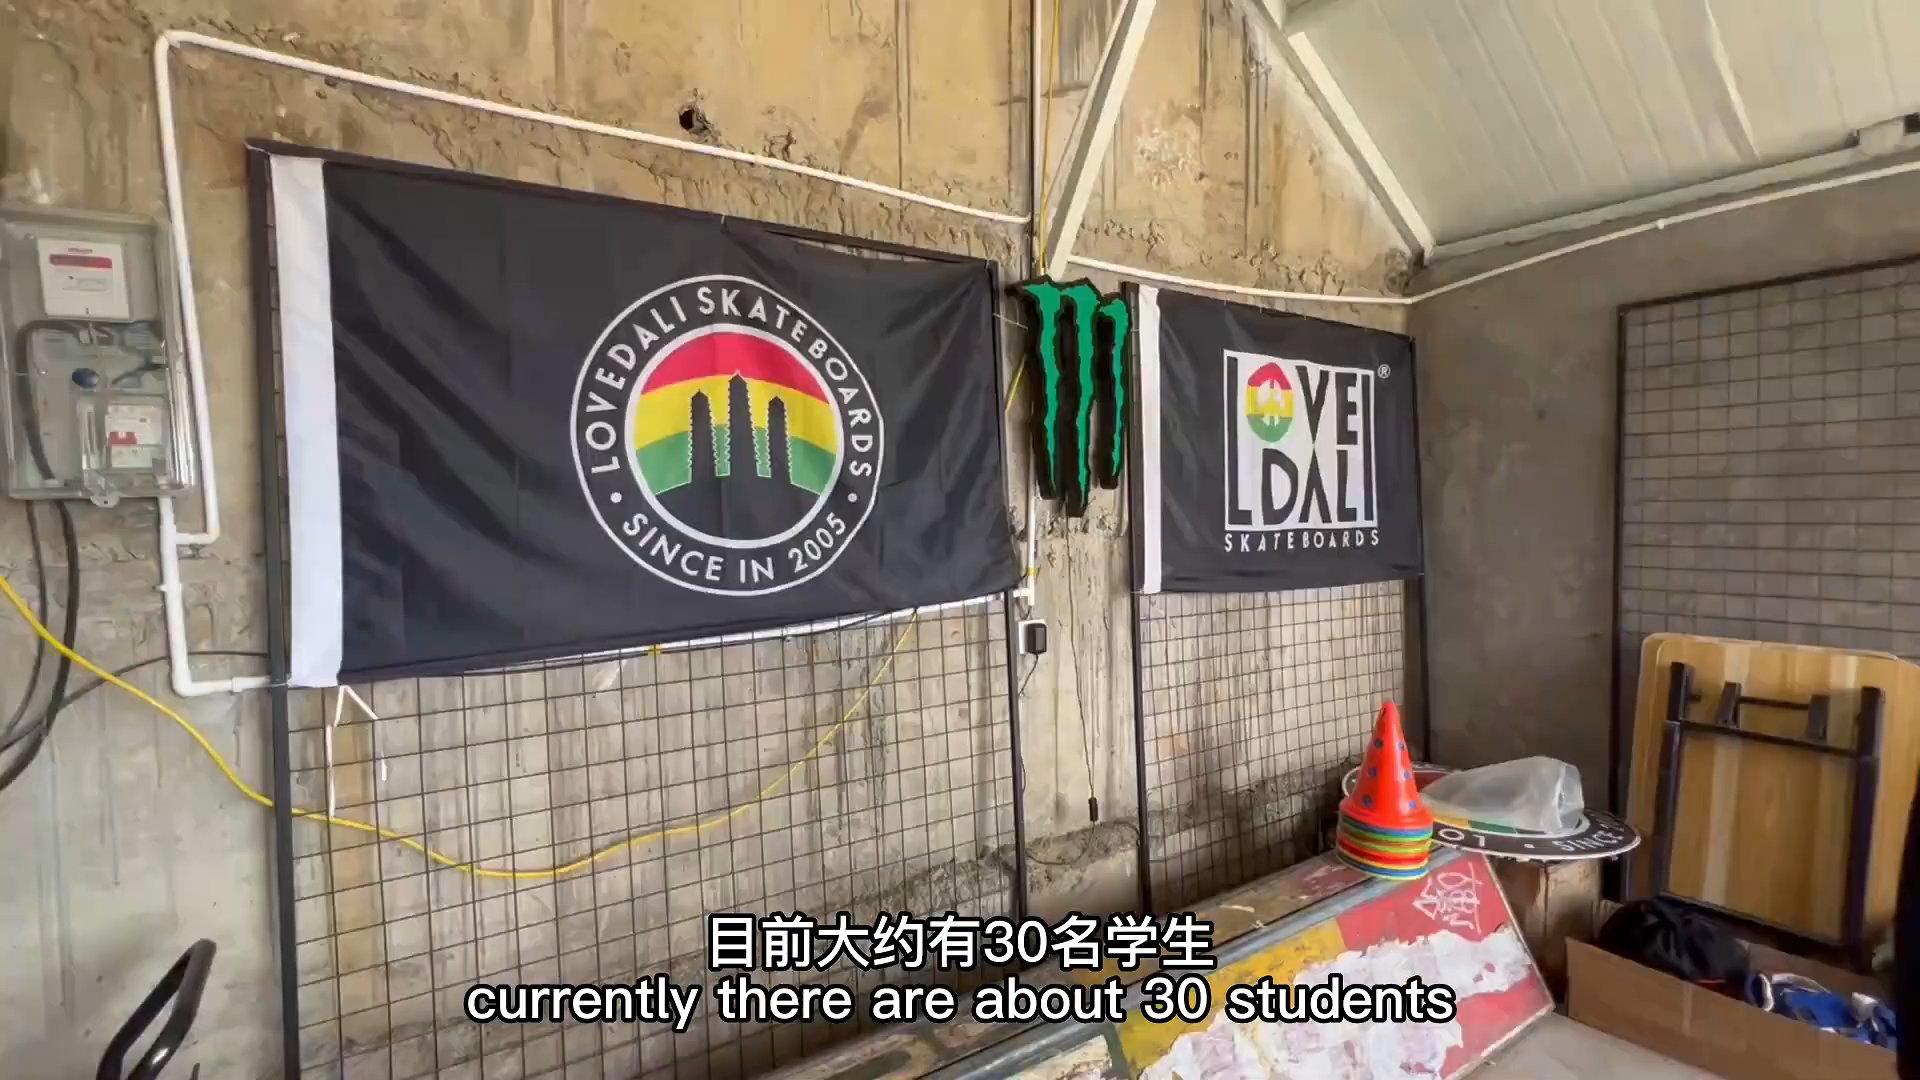 LOVEDALI SKATEBOARDS
• SINCE IN 2005 •
LOVE
DALI
®
SKATEBOARDS
SINCE
目前大约有30名学生
currently there are about 30 students